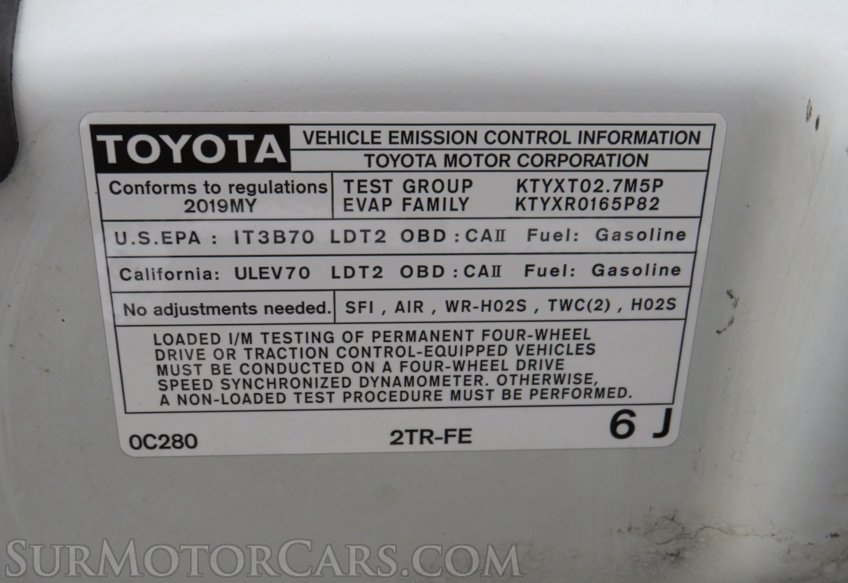 TOYOTA
VEHICLE EMISSION CONTROL INFORMATION
TOYOTA MOTOR CORPORATION
Conforms to regulations
2019MY
TEST GROUP KTYXT02.7M5P
EVAP FAMILY KTYXR0165P82
U.S.EPA : IT3B70 LDT2 OBD : CAⅡ Fuel: Gasoline
California: ULEV70 LDT2 OBD : CAⅡ Fuel: Gasoline
No adjustments needed.
SFI , AIR , WR-HO2S , TWC(2) , HO2S
LOADED I/M TESTING OF PERMANENT FOUR-WHEEL
DRIVE OR TRACTION CONTROL-EQUIPPED VEHICLES
MUST BE CONDUCTED ON A FOUR-WHEEL DRIVE
SPEED SYNCHRONIZED DYNAMOMETER. OTHERWISE,
A NON-LOADED TEST PROCEDURE MUST BE PERFORMED.
0C280 2TR-FE 6 J
SURMOTORCARS.COM